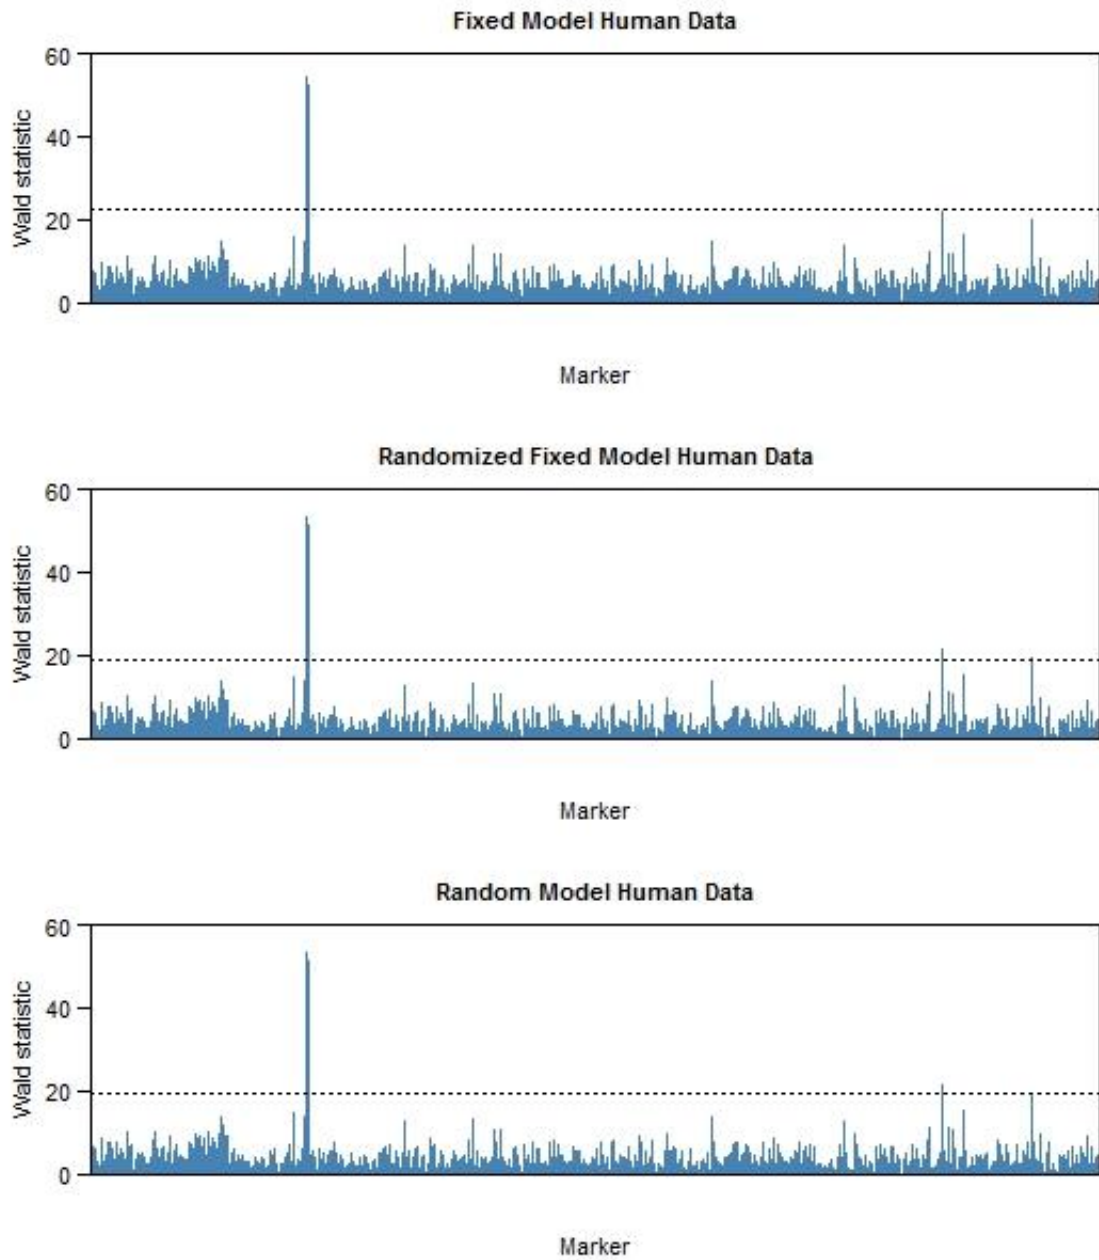 Fixed Model Human Data
60
40
20
0
Wald statistic
Marker
Randomized Fixed Model Human Data
60
40
20
0
Wald statistic
Marker
Random Model Human Data
60
40
20
0
Wald statistic
Marker